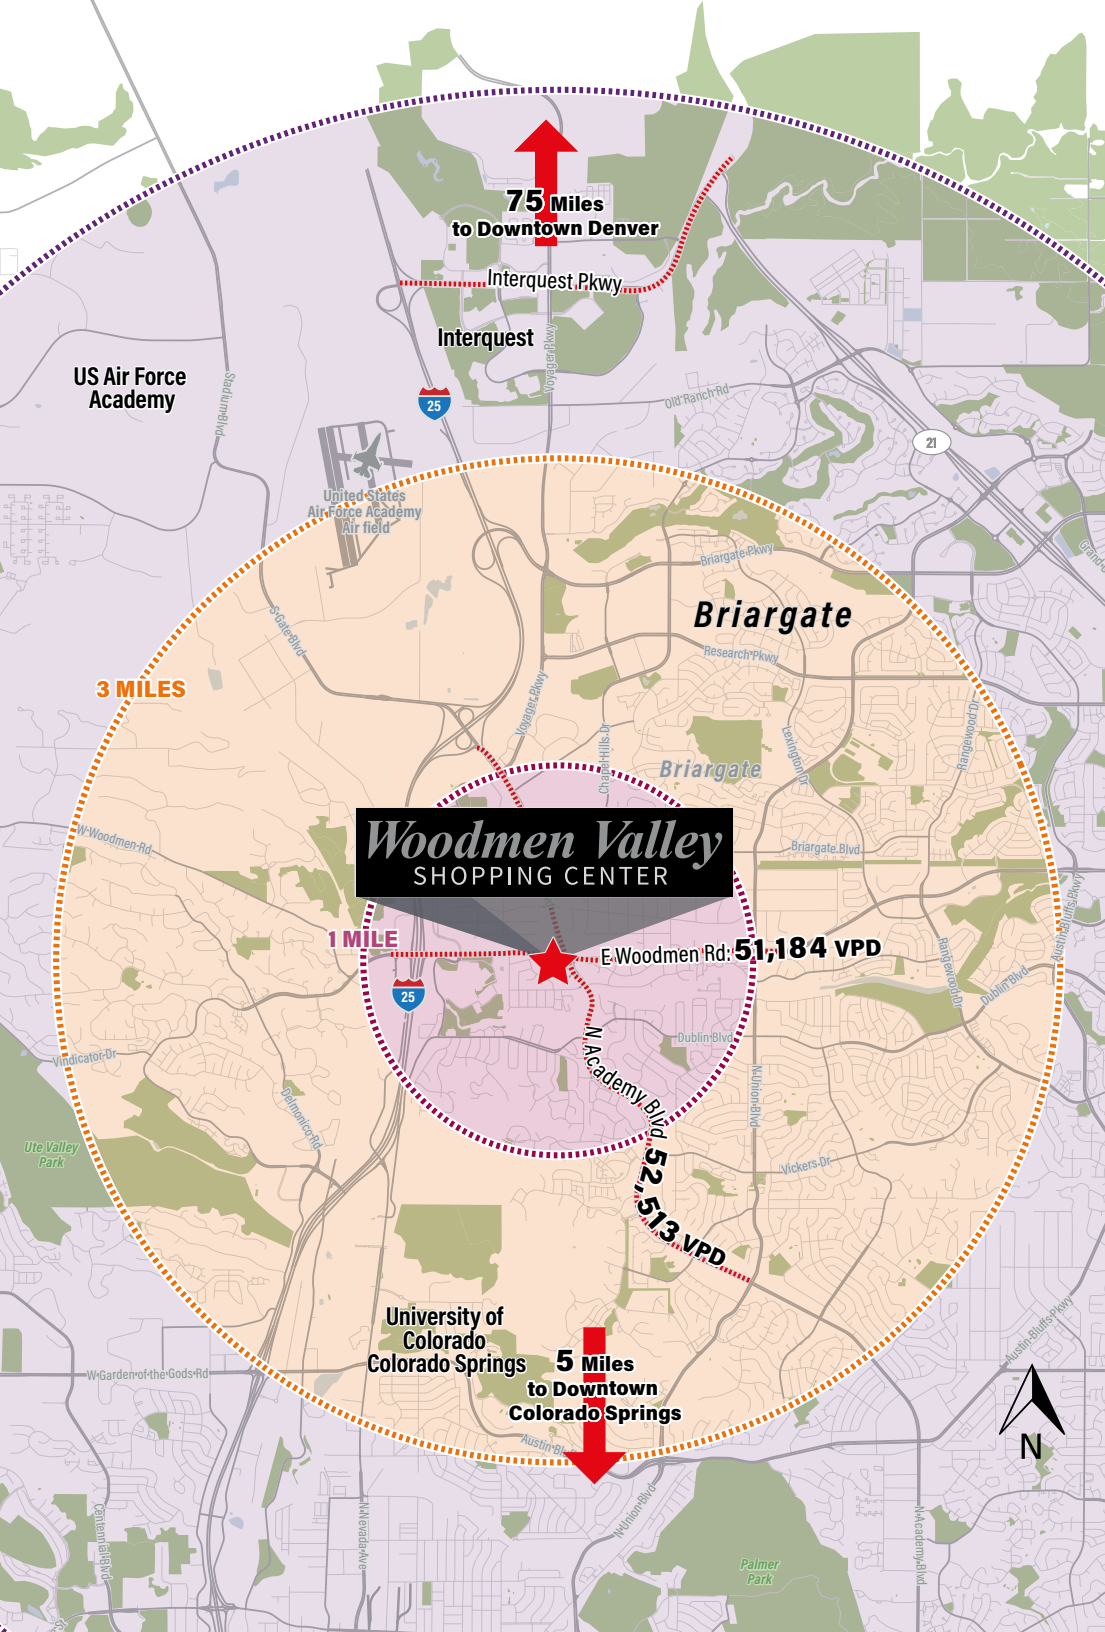 75 Miles
to Downtown Denver
Interquest Pkwy
Interquest
Voyager Pkwy
US Air Force
Academy
Stadium Blvd
25
Old Ranch Rd
21
United States
Air Force Academy
Air field
Briargate Pkwy
Briargate
Research Pkwy
S Gate Blvd
3 MILES
Voyager Pkwy
Chapel Hills Dr
Lexington Dr
Rangewood Dr
Briargate
W Woodmen Rd
Woodmen Valley
SHOPPING CENTER
Briargate Blvd
Austin Bluffs Pkwy
1 MILE
E Woodmen Rd: 51,184 VPD
Rangewood Dr
Dublin Blvd
25
N Academy Blvd 52,513 VPD
Dublin Blvd
Vindicator Dr
Delmonico Rd
N Union Blvd
Ute Valley
Park
Vickers Dr
University of
Colorado
Colorado Springs
5 Miles
to Downtown
Colorado Springs
Austin Bluffs Pkwy
W Garden of the Gods Rd
N
Austin Bl
N Union Blvd
Centennial Blvd
N Nevada Ave
N Academy Blvd
Palmer
Park